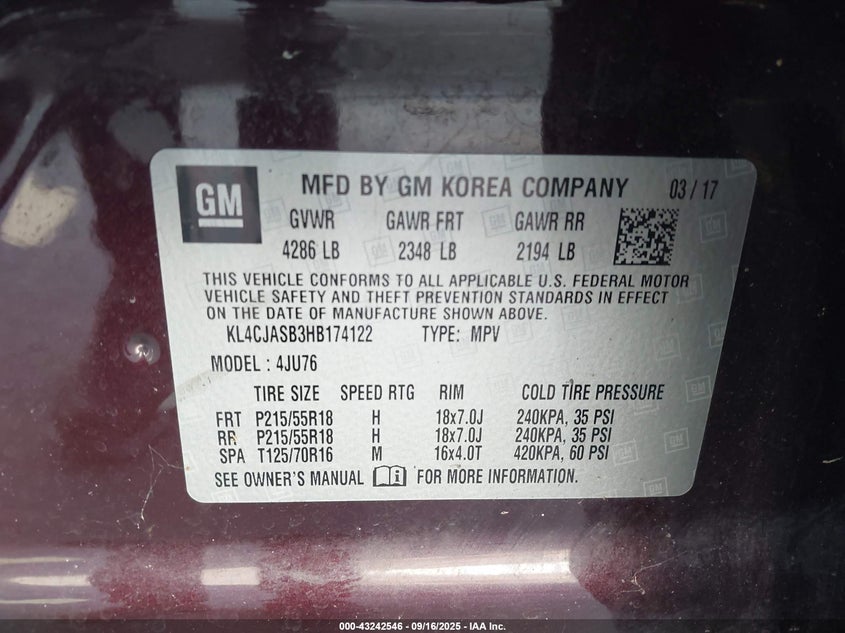 GM MFD BY GM KOREA COMPANY 03 / 17
GVWR GAWR FRT GAWR RR
4286 LB 2348 LB 2194 LB
THIS VEHICLE CONFORMS TO ALL APPLICABLE U.S. FEDERAL MOTOR
VEHICLE SAFETY AND THEFT PREVENTION STANDARDS IN EFFECT
ON THE DATE OF MANUFACTURE SHOWN ABOVE.
KL4CJASB3HB174122 TYPE: MPV
MODEL : 4JU76
TIRE SIZE SPEED RTG RIM COLD TIRE PRESSURE
FRT P215/55R18 H 18x7.0J 240KPA, 35 PSI
RR P215/55R18 H 18x7.0J 240KPA, 35 PSI
SPA T125/70R16 M 16x4.0T 420KPA, 60 PSI
SEE OWNER'S MANUAL FOR MORE INFORMATION.
000-43242546 - 09/16/2025 - IAA Inc.